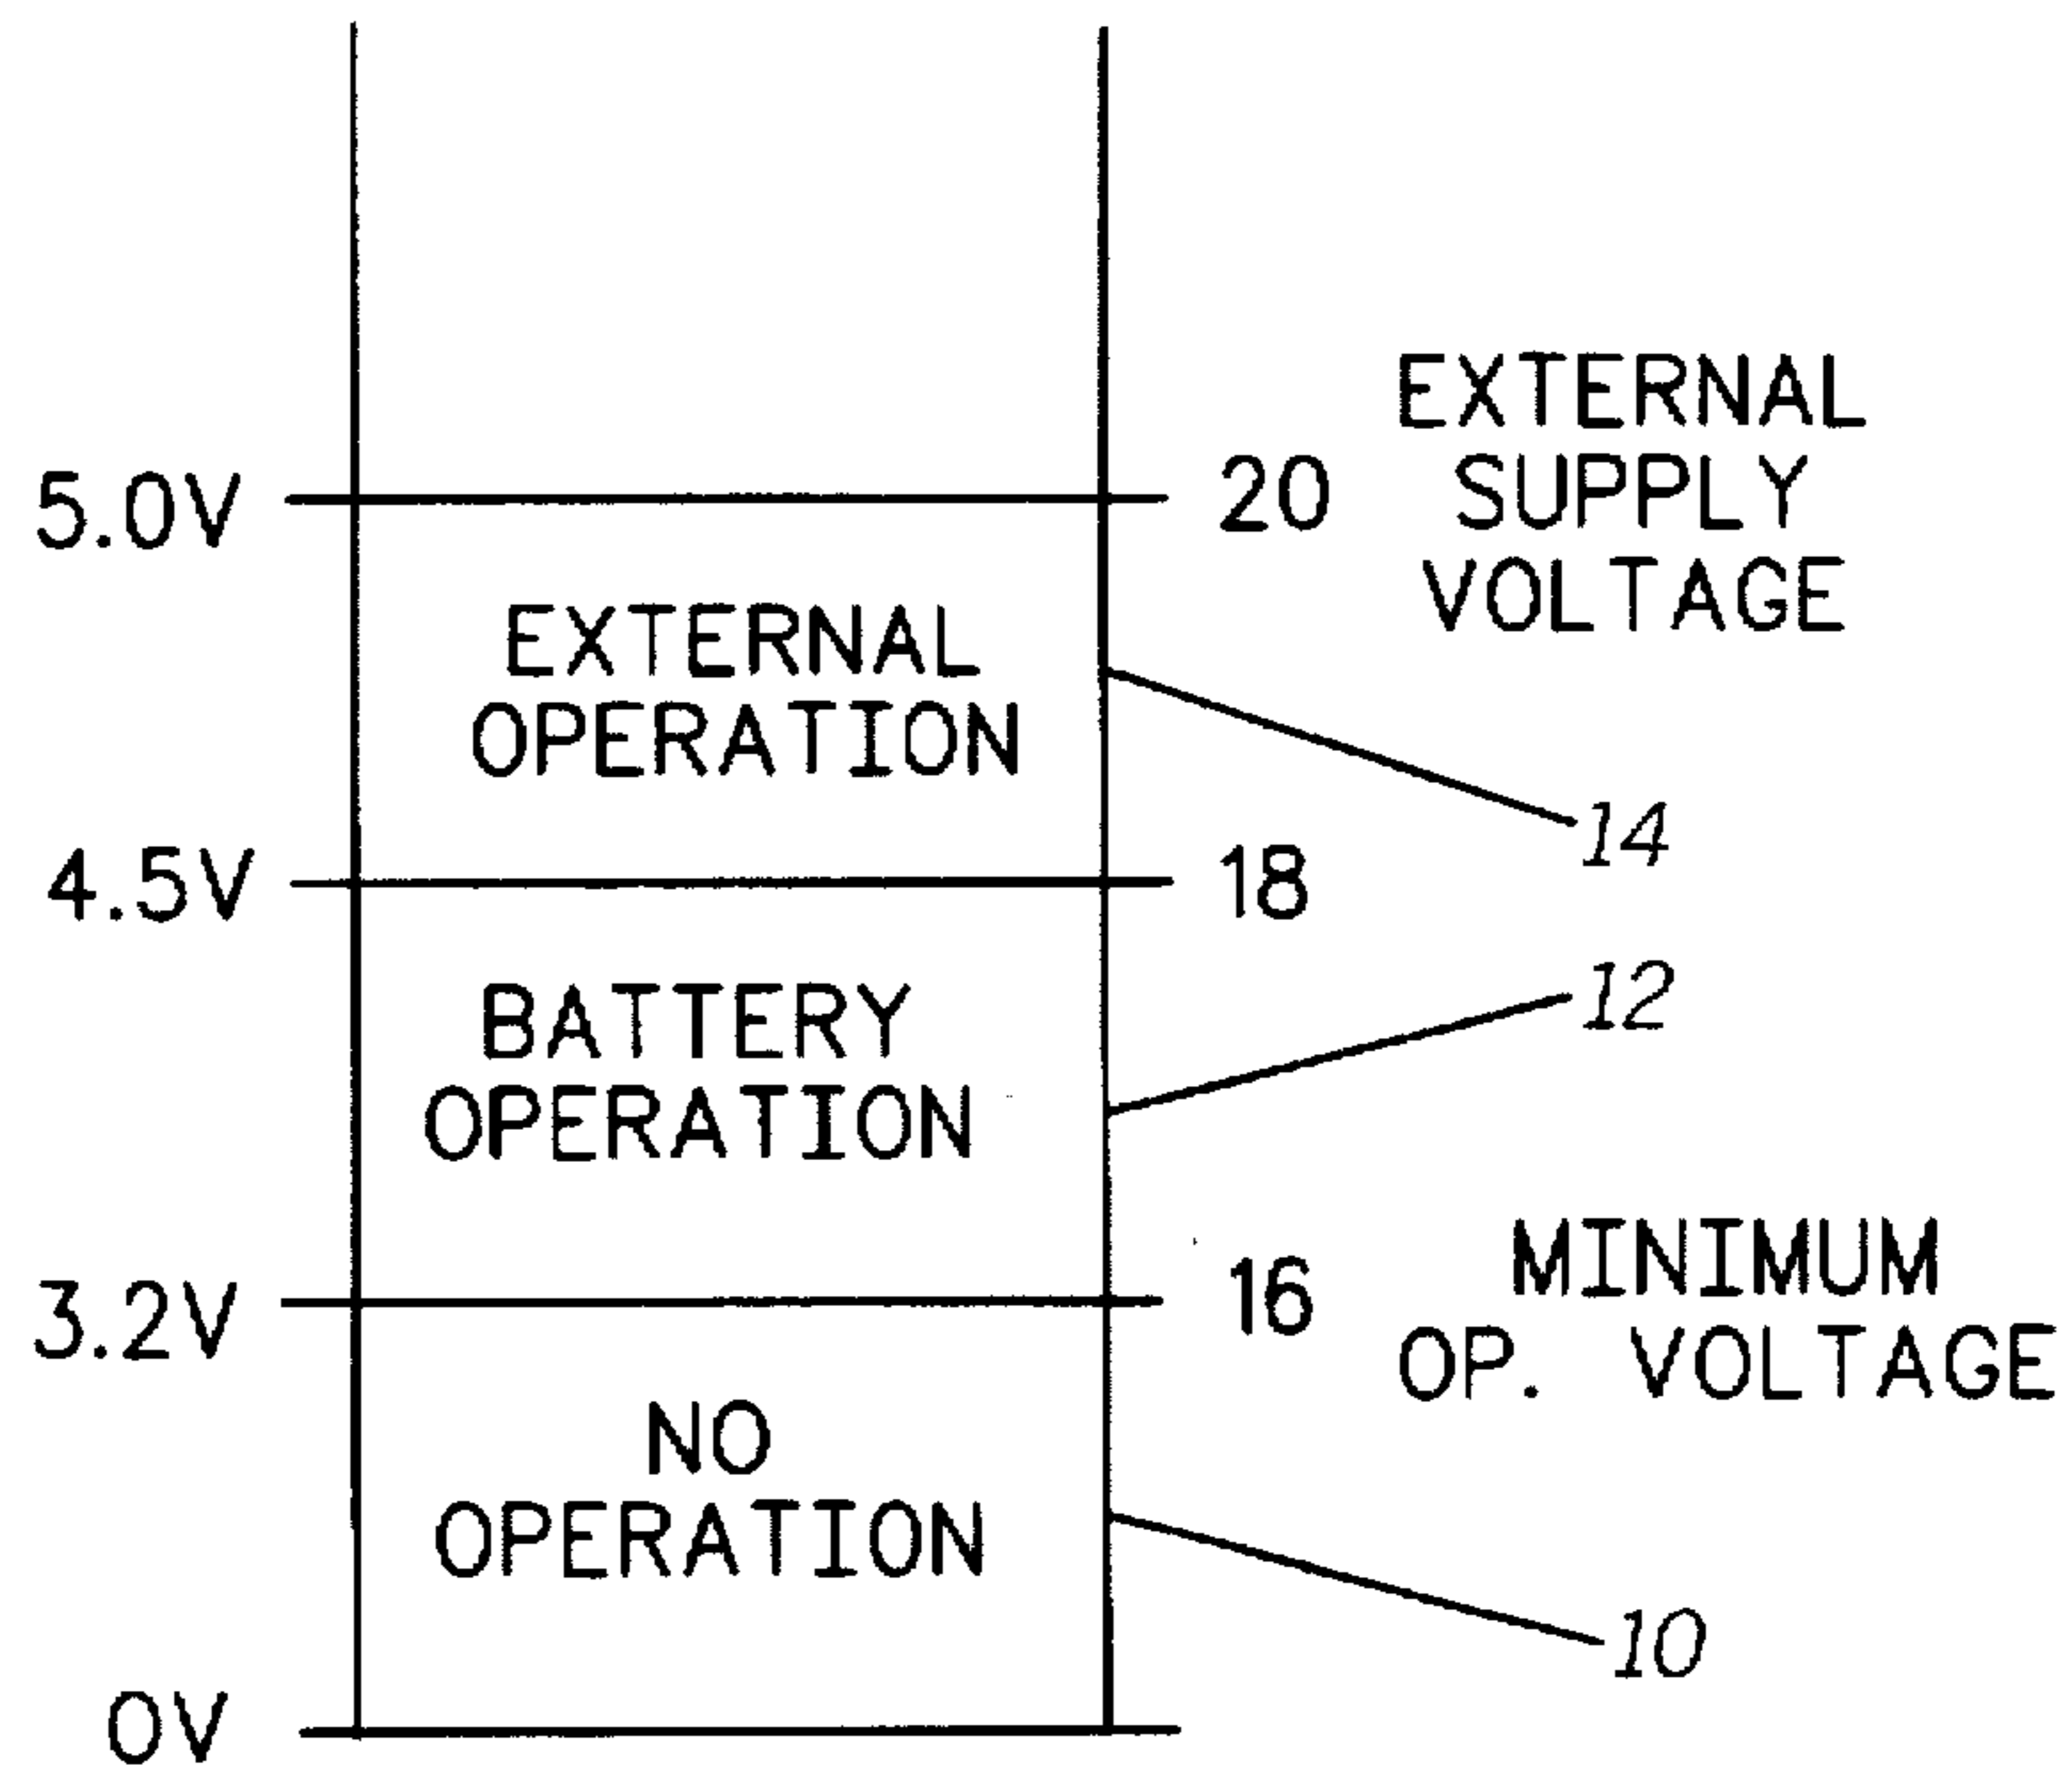 EXTERNAL
SUPPLY
VOLTAGE
5.0V
20
EXTERNAL
OPERATION
14
4.5V
18
12
BATTERY
OPERATION
3.2V
16
MINIMUM
OP. VOLTAGE
NO
OPERATION
10
0V